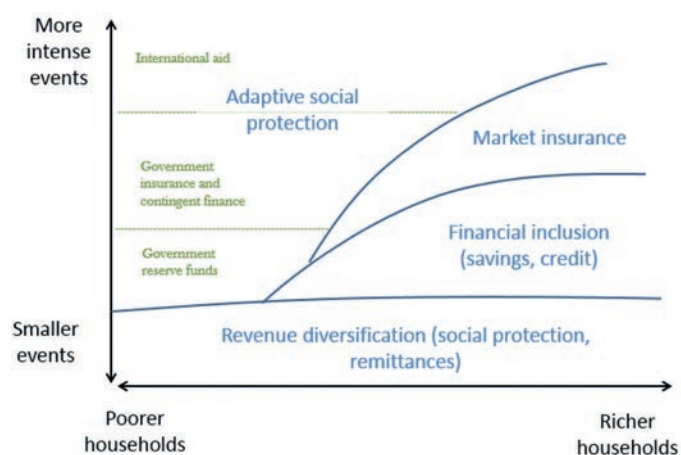 More
intense
events
International aid
Adaptive social
protection
Market insurance
Government
insurance and
contingent finance
Financial inclusion
(savings, credit)
Government
reserve funds
Smaller
events
Revenue diversification (social protection,
remittances)
Poorer
households
Richer
households